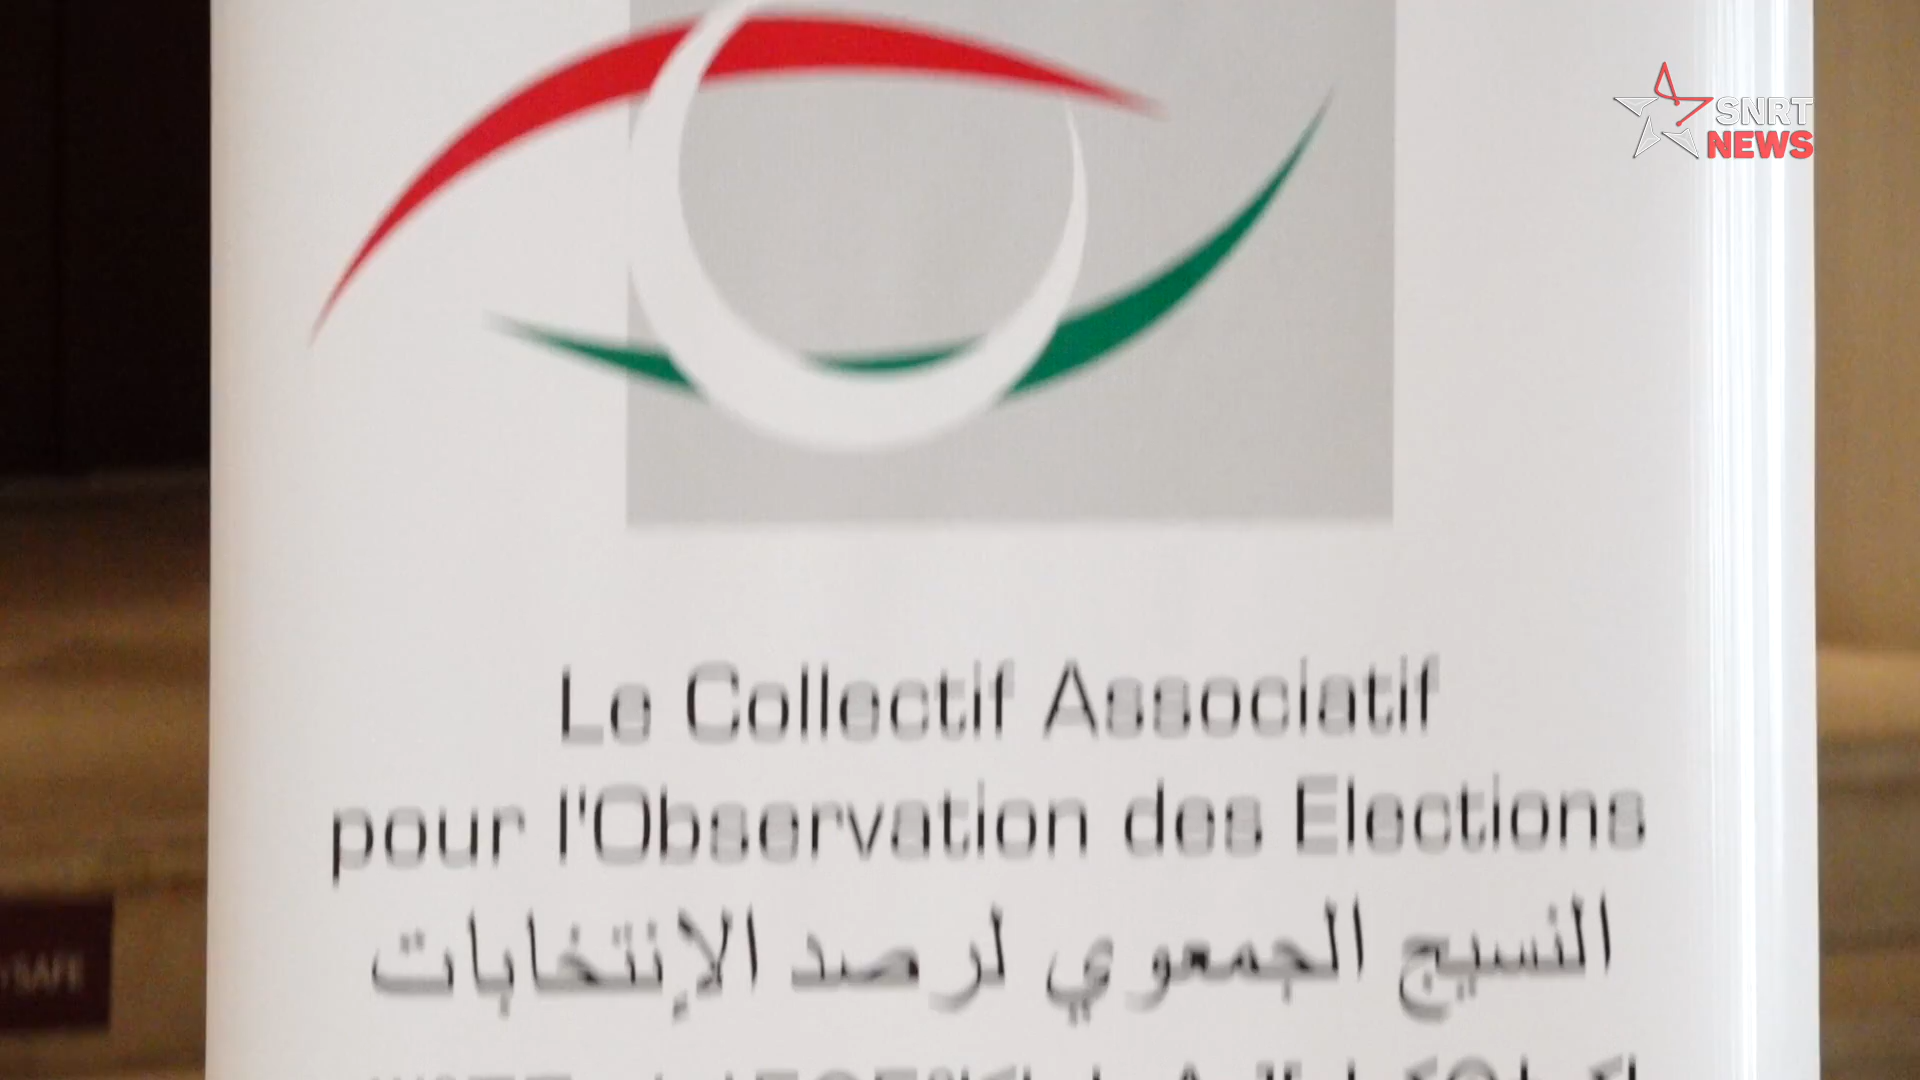 SNRT
NEWS
Le Collectif Associatif
pour l'Observation des Elections
النسيج الجمعوي لرصد الإنتخابات